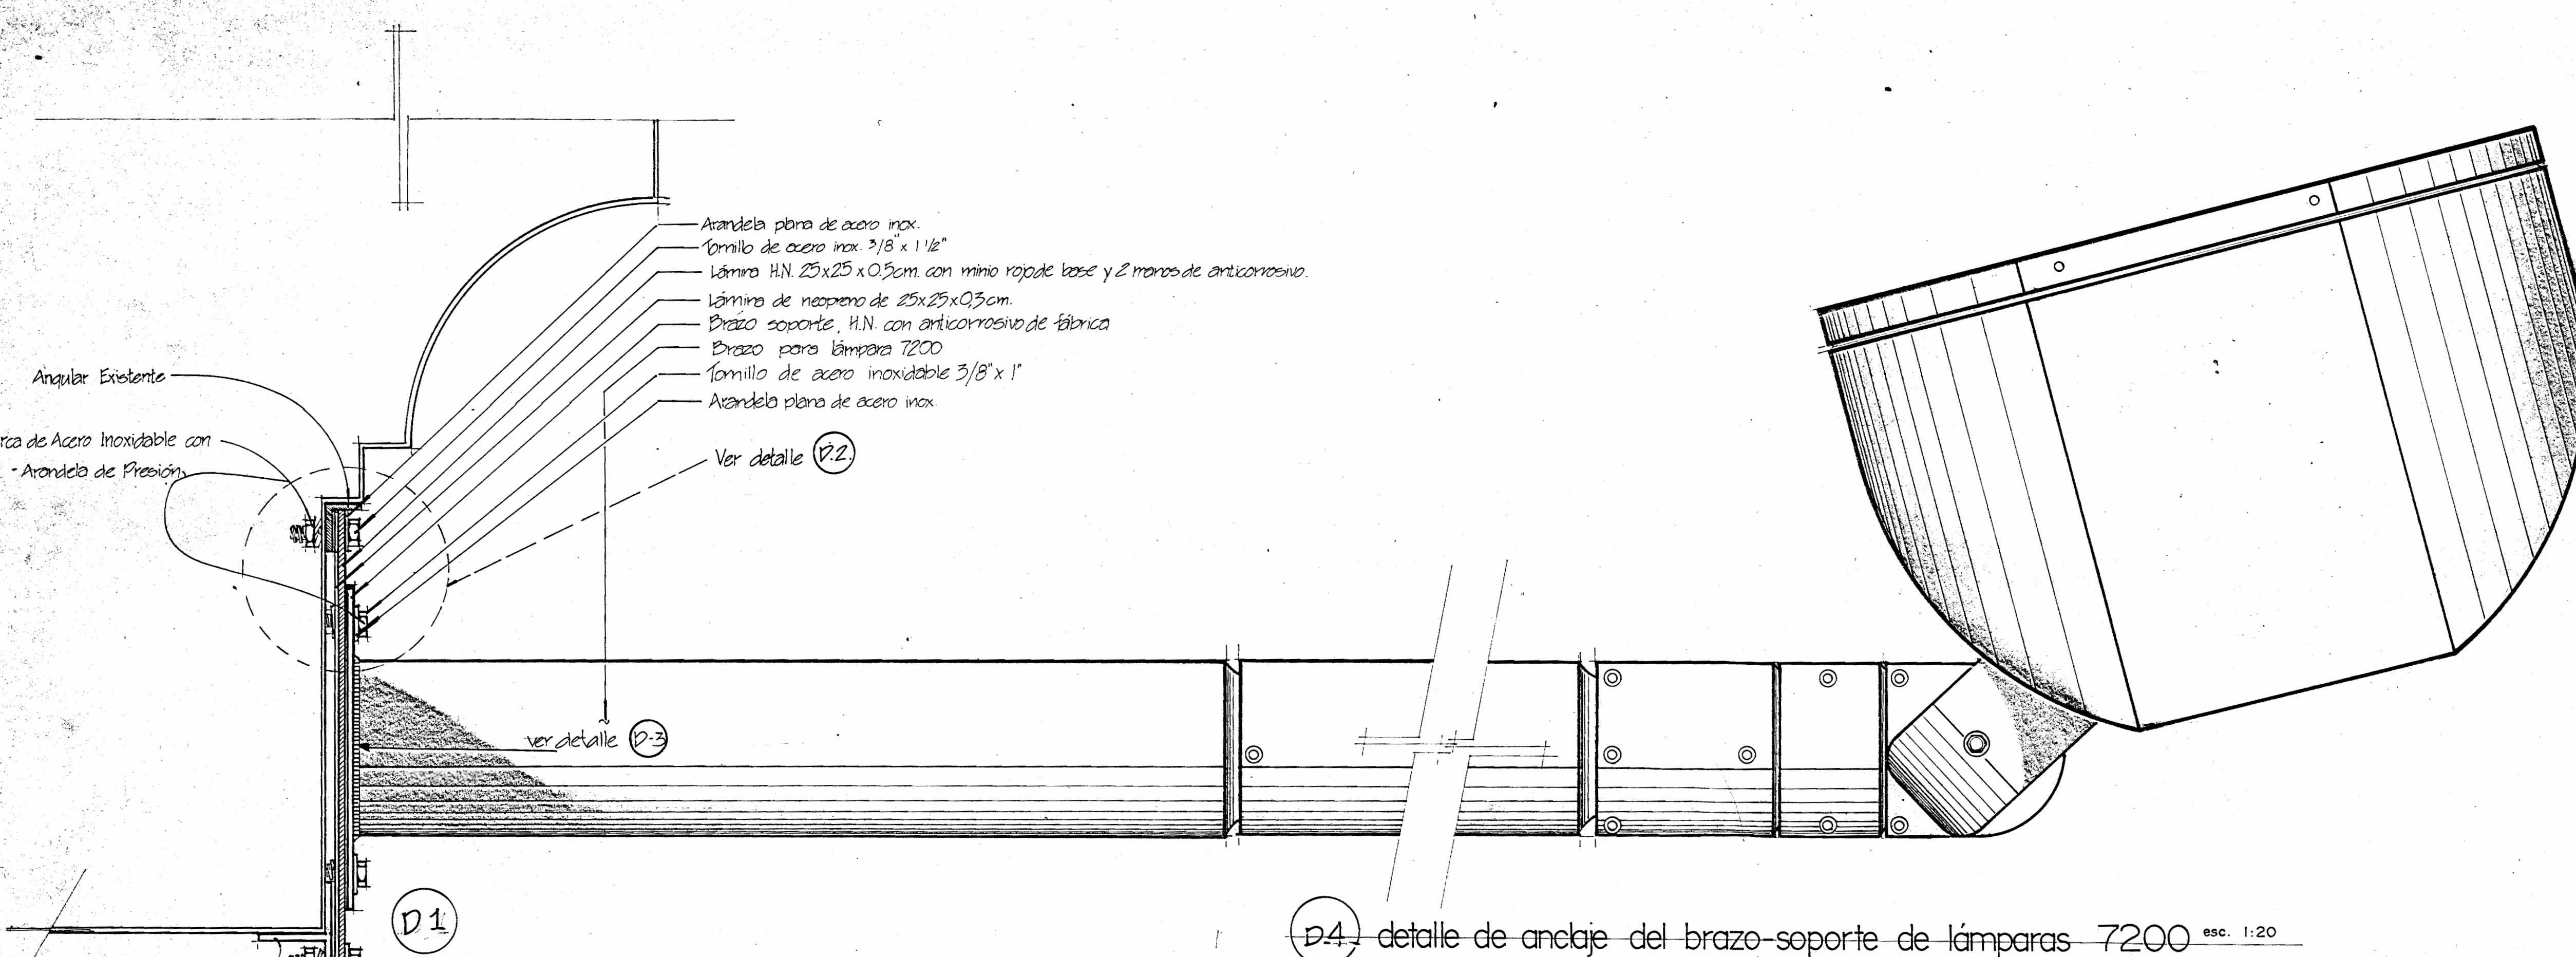 Arandela plana de acero inox.
Tornillo de acero inox. 3/8" x 1 1/2"
Lámina H.N. 25x25x0.5cm. con minio rojo de base y 2 manos de anticorrosivo.
Lámina de neopreno de 25x25x0,3cm.
Brazo soporte, H.N. con anticorrosivo de fábrica
Brazo para lámpara 7200
Tornillo de acero inoxidable 3/8" x 1"
Arandela plana de acero inox.
Angular Existente
rca de Acero Inoxidable con
- Arandela de Presión
Ver detalle D.2.
ver detalle D-3
D1
D.4. detalle de anclaje del brazo-soporte de lámparas 7200 esc. 1:20